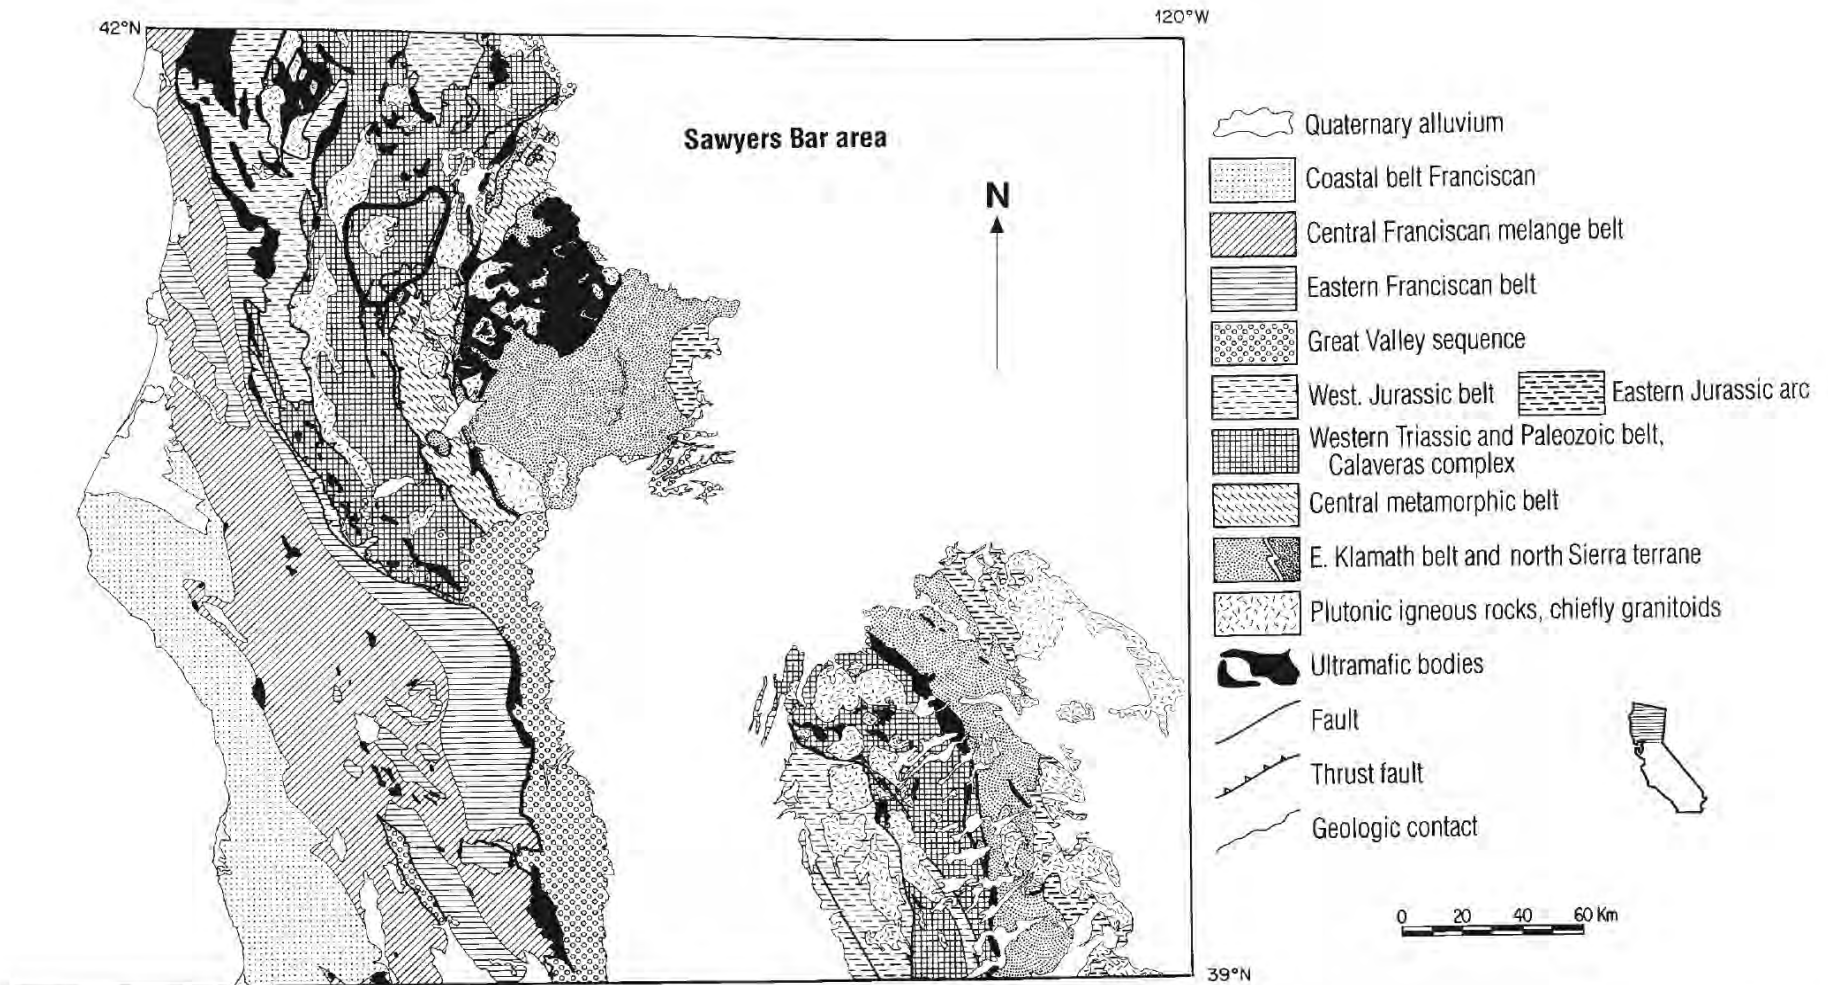 42°N
120°W
Sawyers Bar area
N
Quaternary alluvium
Coastal belt Franciscan
Central Franciscan melange belt
Eastern Franciscan belt
Great Valley sequence
West. Jurassic belt
Eastern Jurassic arc
Western Triassic and Paleozoic belt,
Calaveras complex
Central metamorphic belt
E. Klamath belt and north Sierra terrane
Plutonic igneous rocks, chiefly granitoids
Ultramafic bodies
Fault
Thrust fault
Geologic contact
0 20 40 60 Km
39°N